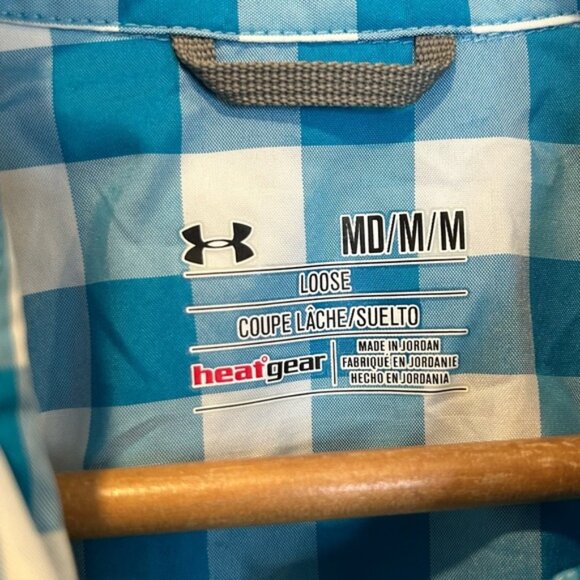 MD/M/M
LOOSE
COUPE LÂCHE/SUELTO
heatgear
MADE IN JORDAN
FABRIQUÉ EN JORDANIE
HECHO EN JORDANIA